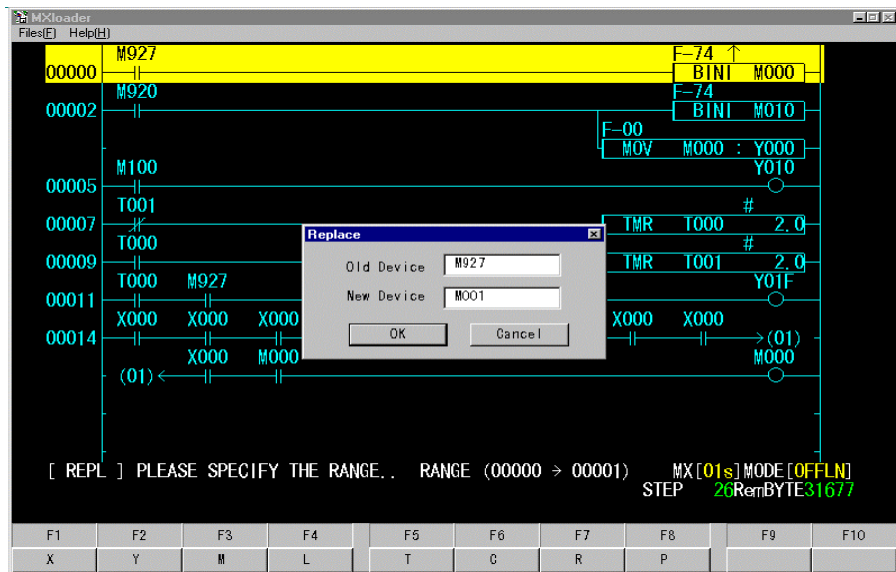 MXloader
Files(F) Help(H)
M927 F-74 ↑
00000 BINI M000
M920 F-74
00002 BINI M010
F-00
MOV M000 : Y000
M100 Y010
00005
T001 #
00007 TMR T000 2.0
T000 #
00009 TMR T001 2.0
T000 M927 Y01F
00011
X000 X000 X000 X000 X000
00014 →(01)
X000 M000 M000
(01)←
Replace
Old Device M927
New Device M001
OK Cancel
[ REPL ] PLEASE SPECIFY THE RANGE.. RANGE (00000 → 00001) MX[01s]MODE[OFFLN]
STEP 26RemBYTE31677
F1 F2 F3 F4 F5 F6 F7 F8 F9 F10
X Y M L T C R P